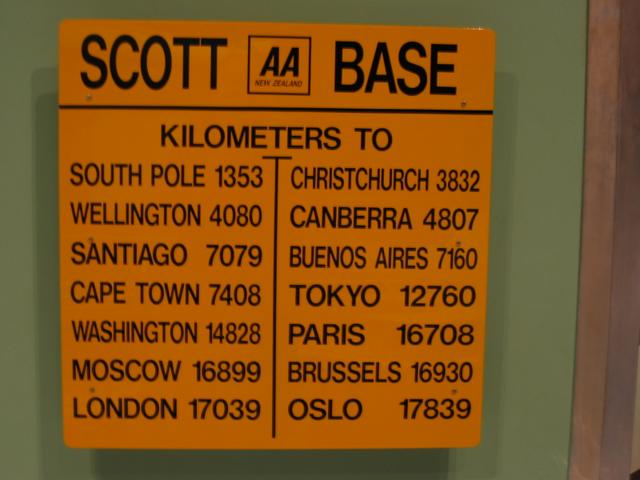 SCOTT AA BASE
NEW ZEALAND
KILOMETERS TO
SOUTH POLE 1353
WELLINGTON 4080
SANTIAGO 7079
CAPE TOWN 7408
WASHINGTON 14828
MOSCOW 16899
LONDON 17039
CHRISTCHURCH 3832
CANBERRA 4807
BUENOS AIRES 7160
TOKYO 12760
PARIS 16708
BRUSSELS 16930
OSLO 17839